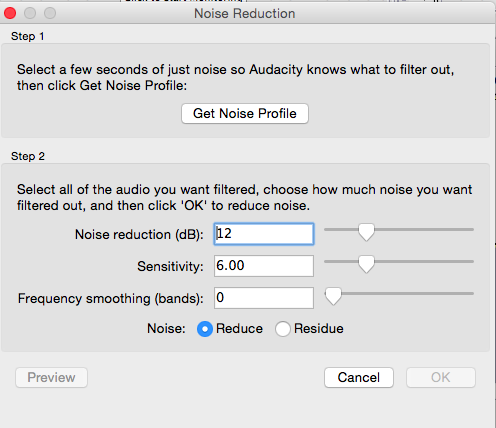 Noise Reduction
Step 1
Select a few seconds of just noise so Audacity knows what to filter out,
then click Get Noise Profile:
Get Noise Profile
Step 2
Select all of the audio you want filtered, choose how much noise you want
filtered out, and then click 'OK' to reduce noise.
Noise reduction (dB): 12
Sensitivity: 6.00
Frequency smoothing (bands): 0
Noise: Reduce Residue
Preview Cancel OK